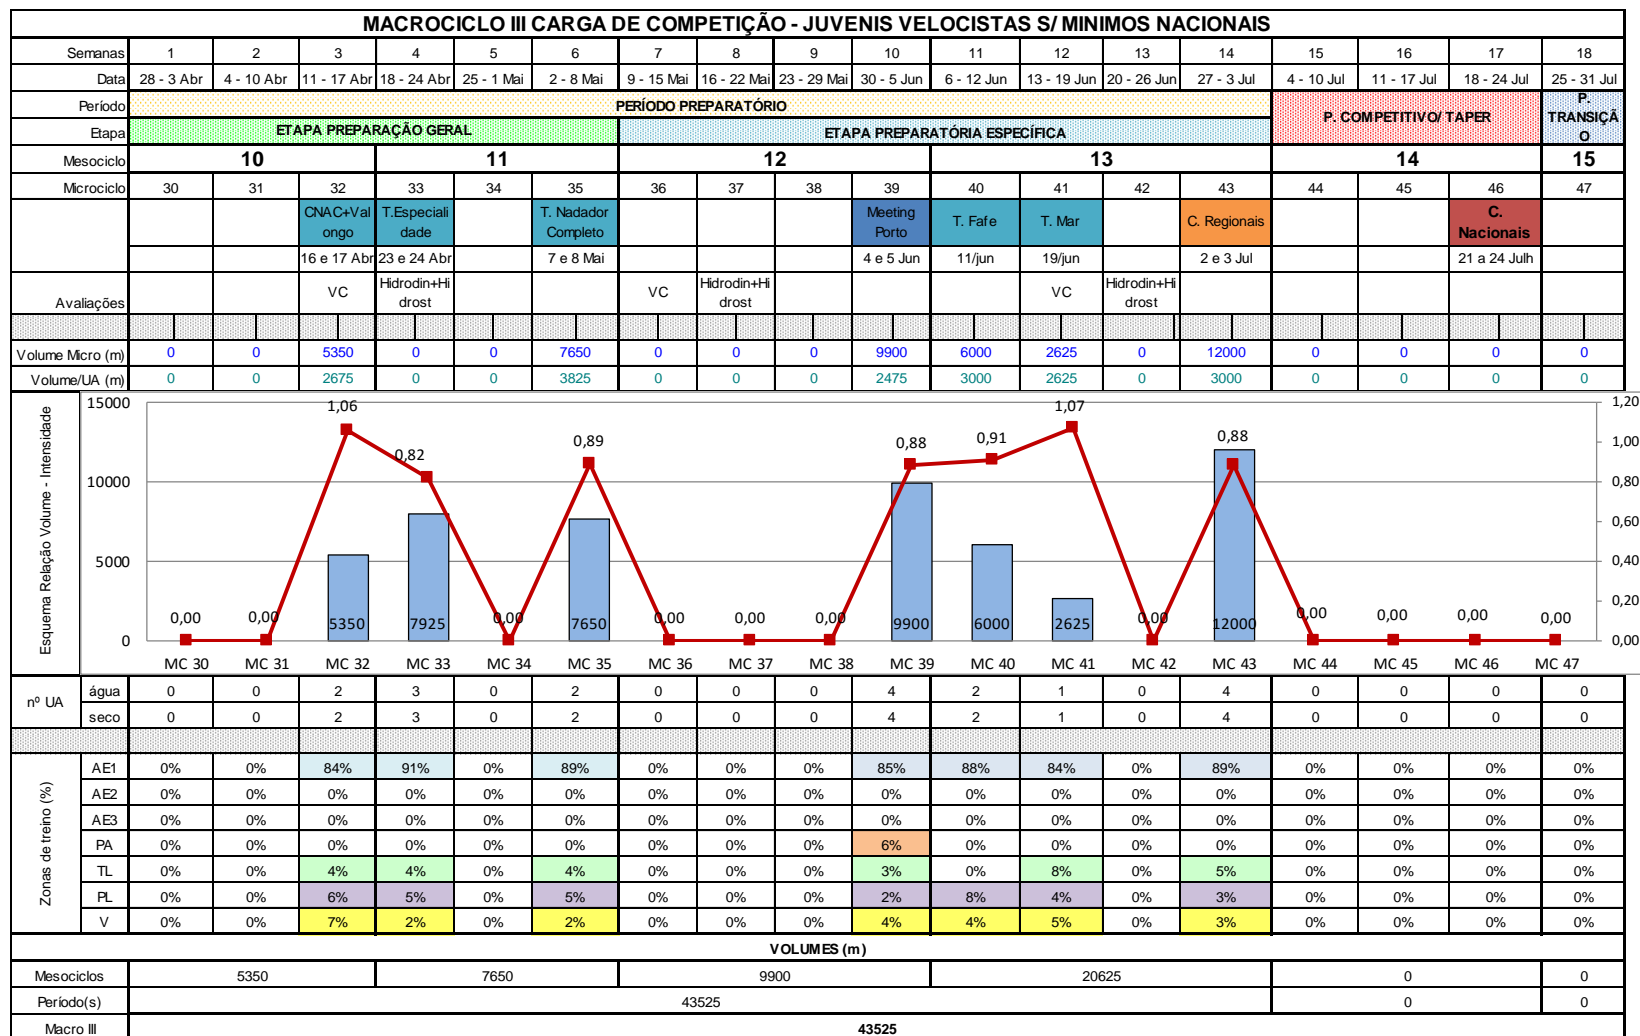 MACROCICLO III CARGA DE COMPETIÇÃO - JUVENIS VELOCISTAS S/ MINIMOS NACIONAIS
Semanas 1 2 3 4 5 6 7 8 9 10 11 12 13 14 15 16 17 18
Data 28 - 3 Abr 4 - 10 Abr 11 - 17 Abr 18 - 24 Abr 25 - 1 Mai 2 - 8 Mai 9 - 15 Mai 16 - 22 Mai 23 - 29 Mai 30 - 5 Jun 6 - 12 Jun 13 - 19 Jun 20 - 26 Jun 27 - 3 Jul 4 - 10 Jul 11 - 17 Jul 18 - 24 Jul 25 - 31 Jul
Período PERÍODO PREPARATÓRIO P. COMPETITIVO/ TAPER P. TRANSIÇÃ
O
Etapa ETAPA PREPARAÇÃO GERAL ETAPA PREPARATÓRIA ESPECÍFICA
Mesociclo 10 11 12 13 14 15
Microciclo 30 31 32 33 34 35 36 37 38 39 40 41 42 43 44 45 46 47
CNAC+Val
ongo
T.Especiali
dade
T. Nadador
Completo
Meeting
Porto
T. Fafe
T. Mar
C. Regionais
C.
Nacionais
16 e 17 Abr 23 e 24 Abr 7 e 8 Mai 4 e 5 Jun 11/jun 19/jun 2 e 3 Jul 21 a 24 Julh
Avaliações
VC
Hidrodin+Hi
drost
VC
Hidrodin+Hi
drost
VC
Hidrodin+Hi
drost
Volume Micro (m) 0 0 5350 0 0 7650 0 0 0 9900 6000 2625 0 12000 0 0 0 0
Volume/UA (m) 0 0 2675 0 0 3825 0 0 0 2475 3000 2625 0 3000 0 0 0 0
Esquema Relação Volume - Intensidade
15000
10000
5000
0
1,20
1,00
0,80
0,60
0,40
0,20
0,00
0,00 0,00 1,06 0,82 0,00 0,89 0,00 0,00 0,00 0,88 0,91 1,07 0,00 0,88 0,00 0,00 0,00 0,00
5350 7925 7650 9900 6000 2625 12000
MC 30 MC 31 MC 32 MC 33 MC 34 MC 35 MC 36 MC 37 MC 38 MC 39 MC 40 MC 41 MC 42 MC 43 MC 44 MC 45 MC 46 MC 47
nº UA
água 0 0 2 3 0 2 0 0 0 4 2 1 0 4 0 0 0 0
seco 0 0 2 3 0 2 0 0 0 4 2 1 0 4 0 0 0 0
Zonas de treino (%)
AE1 0% 0% 84% 91% 0% 89% 0% 0% 0% 85% 88% 84% 0% 89% 0% 0% 0% 0%
AE2 0% 0% 0% 0% 0% 0% 0% 0% 0% 0% 0% 0% 0% 0% 0% 0% 0% 0%
AE3 0% 0% 0% 0% 0% 0% 0% 0% 0% 0% 0% 0% 0% 0% 0% 0% 0% 0%
PA 0% 0% 0% 0% 0% 0% 0% 0% 0% 6% 0% 0% 0% 0% 0% 0% 0% 0%
TL 0% 0% 4% 4% 0% 4% 0% 0% 0% 3% 0% 8% 0% 5% 0% 0% 0% 0%
PL 0% 0% 6% 5% 0% 5% 0% 0% 0% 2% 8% 4% 0% 3% 0% 0% 0% 0%
V 0% 0% 7% 2% 0% 2% 0% 0% 0% 4% 4% 5% 0% 3% 0% 0% 0% 0%
VOLUMES (m)
Mesociclos 5350 7650 9900 20625 0 0
Período(s) 43525 0 0
Macro III 43525